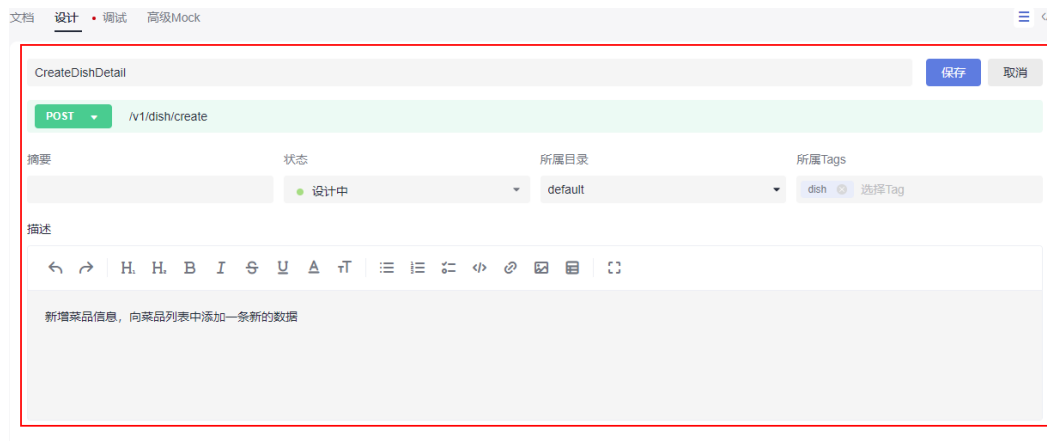 文档 设计 调试 高级Mock
CreateDishDetail 保存 取消
POST /v1/dish/create
摘要 状态 所属目录 所属Tags
设计中 default dish 选择Tag
描述
H₁ H₂ B I S U A TT
新增菜品信息，向菜品列表中添加一条新的数据